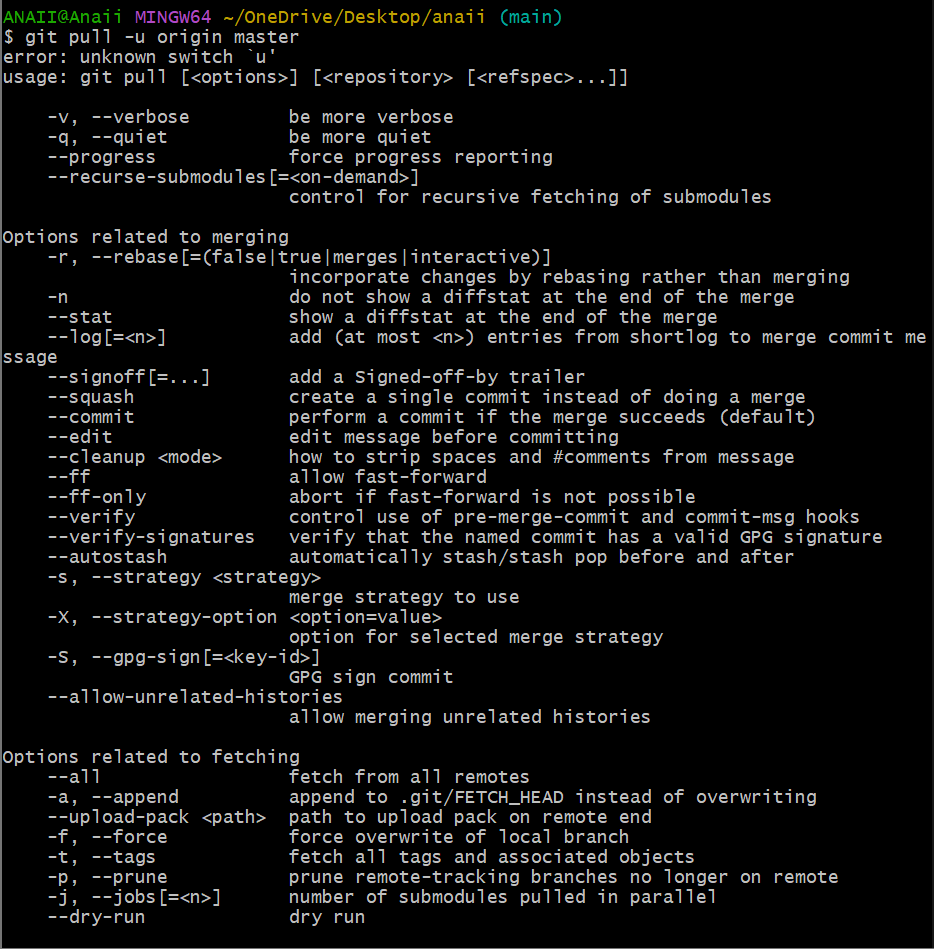 ANAII@Anaii MINGW64 ~/OneDrive/Desktop/anaii (main)
$ git pull -u origin master
error: unknown switch `u'
usage: git pull [<options>] [<repository> [<refspec>...]]

    -v, --verbose         be more verbose
    -q, --quiet           be more quiet
    --progress            force progress reporting
    --recurse-submodules[=<on-demand>]
                          control for recursive fetching of submodules

Options related to merging
    -r, --rebase[=(false|true|merges|interactive)]
                          incorporate changes by rebasing rather than merging
    -n                    do not show a diffstat at the end of the merge
    --stat                show a diffstat at the end of the merge
    --log[=<n>]           add (at most <n>) entries from shortlog to merge commit me
ssage
    --signoff[=...]       add a Signed-off-by trailer
    --squash              create a single commit instead of doing a merge
    --commit              perform a commit if the merge succeeds (default)
    --edit                edit message before committing
    --cleanup <mode>      how to strip spaces and #comments from message
    --ff                  allow fast-forward
    --ff-only             abort if fast-forward is not possible
    --verify              control use of pre-merge-commit and commit-msg hooks
    --verify-signatures   verify that the named commit has a valid GPG signature
    --autostash           automatically stash/stash pop before and after
    -s, --strategy <strategy>
                          merge strategy to use
    -X, --strategy-option <option=value>
                          option for selected merge strategy
    -S, --gpg-sign[=<key-id>]
                          GPG sign commit
    --allow-unrelated-histories
                          allow merging unrelated histories

Options related to fetching
    --all                 fetch from all remotes
    -a, --append          append to .git/FETCH_HEAD instead of overwriting
    --upload-pack <path>  path to upload pack on remote end
    -f, --force           force overwrite of local branch
    -t, --tags            fetch all tags and associated objects
    -p, --prune           prune remote-tracking branches no longer on remote
    -j, --jobs[=<n>]      number of submodules pulled in parallel
    --dry-run             dry run